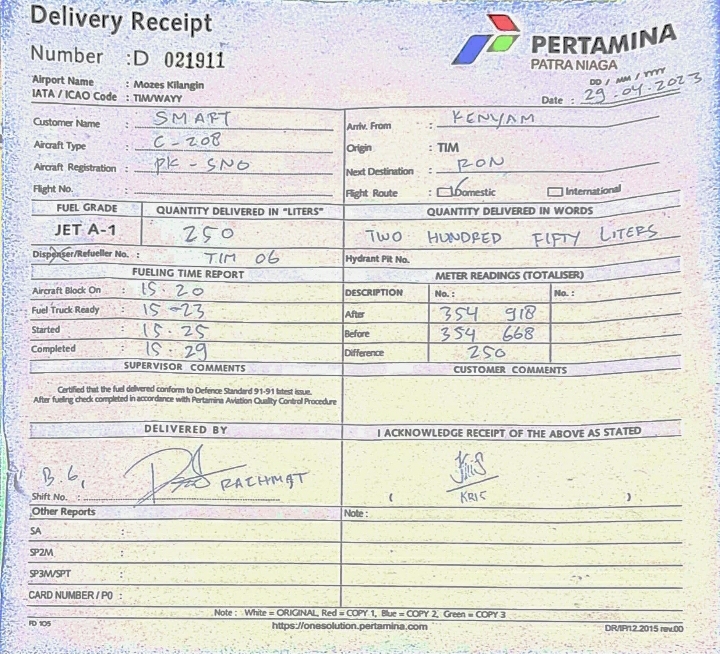 Delivery Receipt
Number : D 021911
PERTAMINA
PATRA NIAGA
Airport Name : Mozes Kilangin
IATA / ICAO Code : TIM/WAYY
DD / MM / YYYY
Date : 29.04.2023
Customer Name : SMART
Arriv. From : KENYAM
Aircraft Type : C-208
Origin : TIM
Aircraft Registration : PK-SNO
Next Destination : RON
Flight No. :
Flight Route : Domestic International
FUEL GRADE QUANTITY DELIVERED IN "LITERS" QUANTITY DELIVERED IN WORDS
JET A-1 250 TWO HUNDRED FIFTY LITERS
Dispenser/Refueller No. : TIM 06 Hydrant Pit No.
FUELING TIME REPORT METER READINGS (TOTALISER)
Aircraft Block On : 15.20 DESCRIPTION No. : No. :
Fuel Truck Ready : 15-23 After 354 918
Started : 15.25 Before 354 668
Completed : 15.29 Difference 250
SUPERVISOR COMMENTS CUSTOMER COMMENTS
Certified that the fuel delivered conform to Defence Standard 91-91 latest issue.
After fueling check completed in accordance with Pertamina Aviation Quality Control Procedure
DELIVERED BY I ACKNOWLEDGE RECEIPT OF THE ABOVE AS STATED
B.6, RACHMAT
Shift No. : ( KRIS )
Other Reports Note :
SA :
SP2M :
SP3M/SPT :
CARD NUMBER / PO :
Note : White = ORIGINAL, Red = COPY 1, Blue = COPY 2, Green = COPY 3
FD 105 https://onesolution.pertamina.com DR/IPI12.2015 rev.00